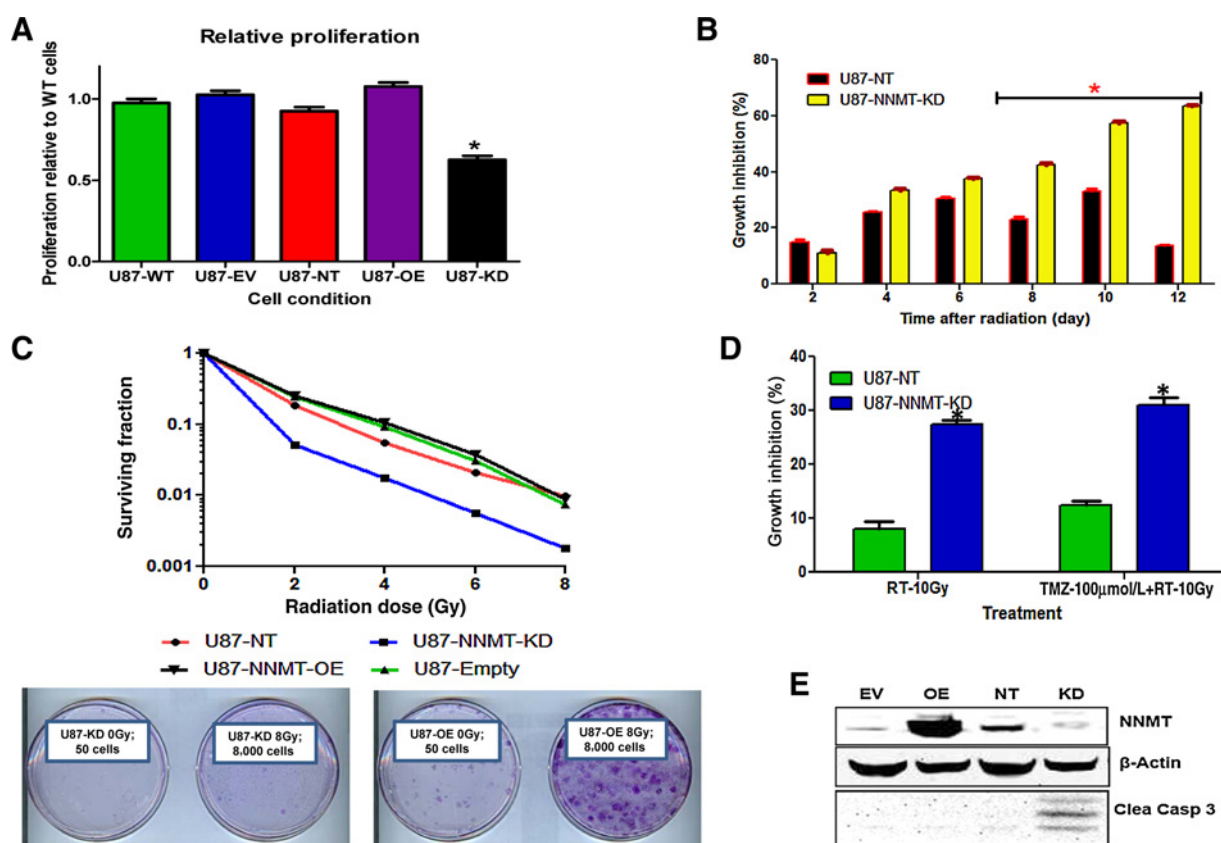 A
Relative proliferation
Proliferation relative to WT cells
1.0
0.5
0.0
U87-WT
U87-EV
U87-NT
U87-OE
U87-KD
*
Cell condition
B
U87-NT
U87-NNMT-KD
*
Growth inhibition (%)
80
60
40
20
0
2
4
6
8
10
12
Time after radiation (day)
C
Surviving fraction
1
0.1
0.01
0.001
0
2
4
6
8
Radiation dose (Gy)
U87-NT
U87-NNMT-KD
U87-NNMT-OE
U87-Empty
U87-KD 0Gy;
50 cells
U87-KD 8Gy;
8,000 cells
U87-OE 0Gy;
50 cells
U87-OE 8Gy;
8,000 cells
D
U87-NT
U87-NNMT-KD
*
*
Growth inhibition (%)
40
30
20
10
0
RT-10Gy
TMZ-100µmol/L+RT-10Gy
Treatment
E
EV OE NT KD
NNMT
β-Actin
Clea Casp 3